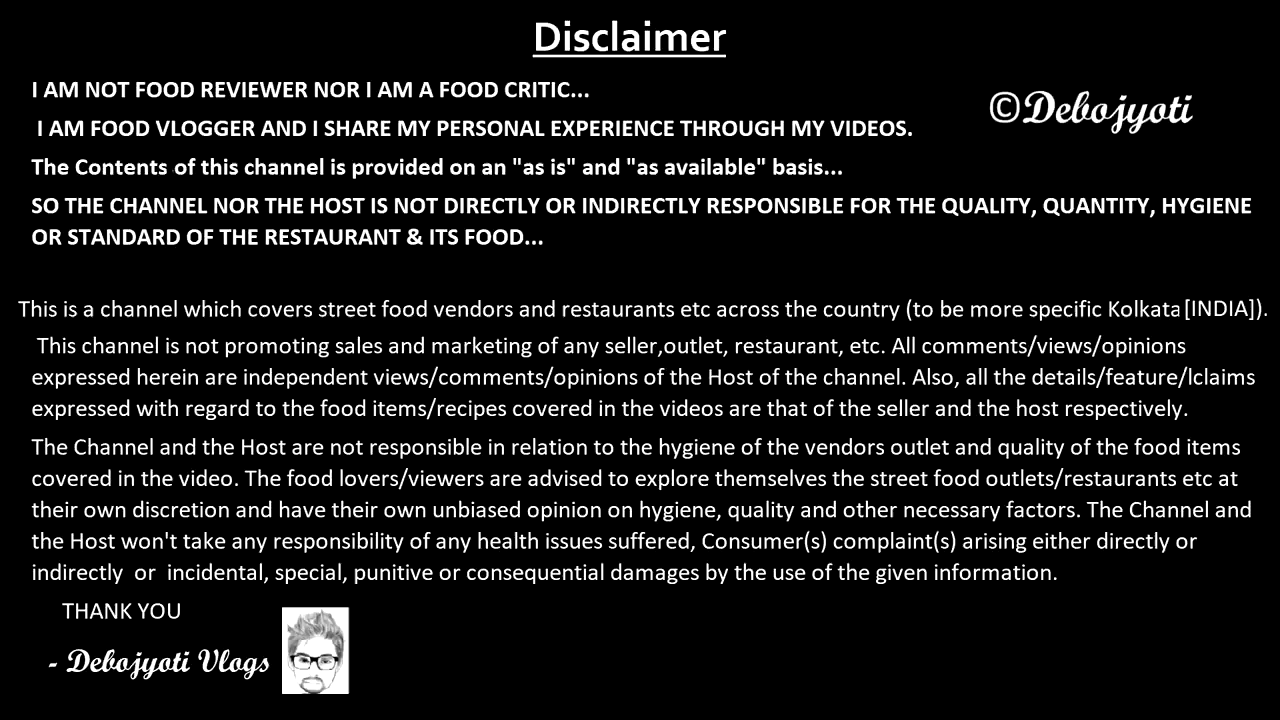 Disclaimer
I AM NOT FOOD REVIEWER NOR I AM A FOOD CRITIC...
©Debojyoti
I AM FOOD VLOGGER AND I SHARE MY PERSONAL EXPERIENCE THROUGH MY VIDEOS.
The Contents of this channel is provided on an "as is" and "as available" basis...
SO THE CHANNEL NOR THE HOST IS NOT DIRECTLY OR INDIRECTLY RESPONSIBLE FOR THE QUALITY, QUANTITY, HYGIENE
OR STANDARD OF THE RESTAURANT & ITS FOOD...
This is a channel which covers street food vendors and restaurants etc across the country (to be more specific Kolkata[INDIA]).
This channel is not promoting sales and marketing of any seller,outlet, restaurant, etc. All comments/views/opinions
expressed herein are independent views/comments/opinions of the Host of the channel. Also, all the details/feature/lclaims
expressed with regard to the food items/recipes covered in the videos are that of the seller and the host respectively.
The Channel and the Host are not responsible in relation to the hygiene of the vendors outlet and quality of the food items
covered in the video. The food lovers/viewers are advised to explore themselves the street food outlets/restaurants etc at
their own discretion and have their own unbiased opinion on hygiene, quality and other necessary factors. The Channel and
the Host won't take any responsibility of any health issues suffered, Consumer(s) complaint(s) arising either directly or
indirectly or incidental, special, punitive or consequential damages by the use of the given information.
THANK YOU
- Debojyoti Vlogs